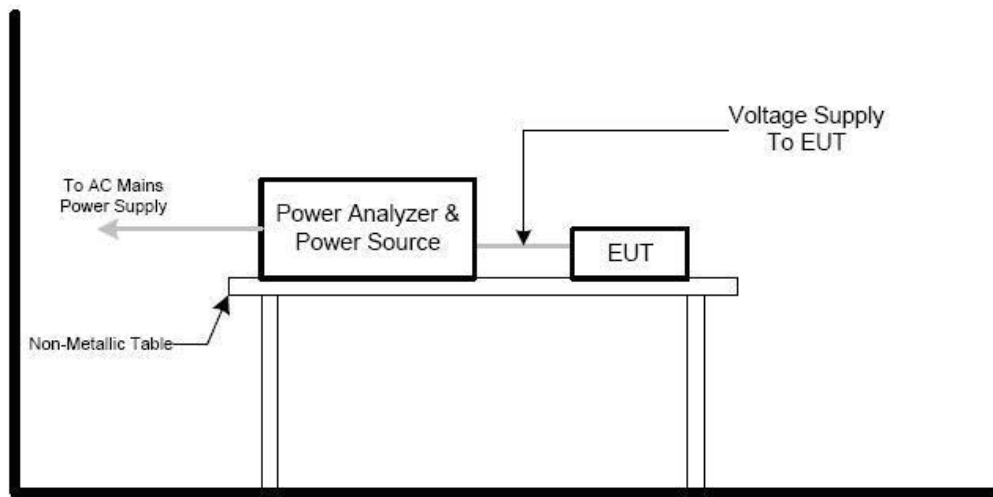 Voltage Supply
To EUT
To AC Mains
Power Supply
Power Analyzer &
Power Source
EUT
Non-Metallic Table